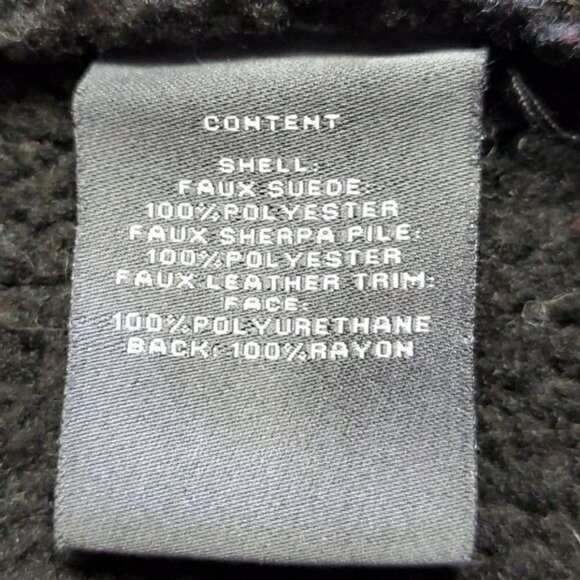 CONTENT
SHELL:
FAUX SUEDE:
100%POLYESTER
FAUX SHERPA PILE:
100%POLYESTER
FAUX LEATHER TRIM:
FACE:
100%POLYURETHANE
BACK: 100%RAYON